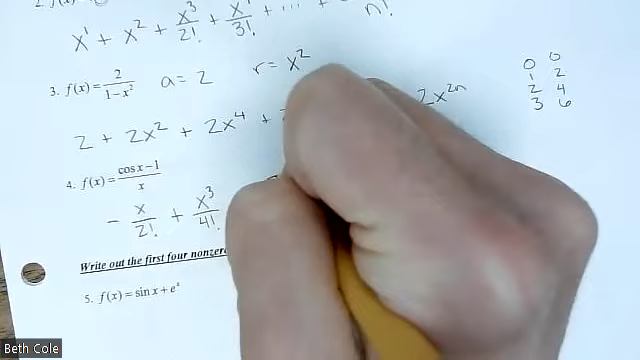 2. f(x)
x¹ + x² + x³/2! + x⁴/3! + ... + n!
3. f(x) = 2/(1-x²) a = 2 r = x²
0 0
1 2
2 4
3 6
2 + 2x² + 2x⁴ + 2x²ⁿ
4. f(x) = (cos x - 1)/x
- x/2! + x³/4!
Write out the first four nonzero
5. f(x) = sin x + eˣ
Beth Cole